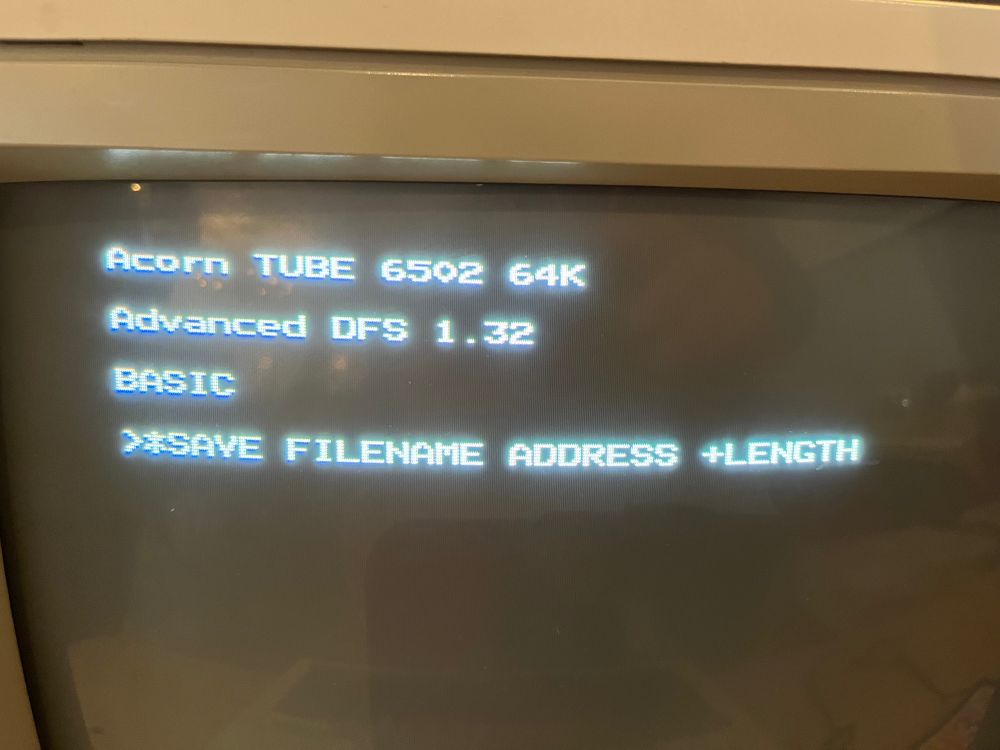 Acorn TUBE 6502 64K
Advanced DFS 1.32
BASIC
>*SAVE FILENAME ADDRESS +LENGTH